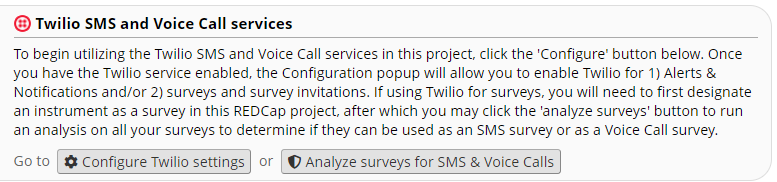 Twilio SMS and Voice Call services
To begin utilizing the Twilio SMS and Voice Call services in this project, click the 'Configure' button below. Once
you have the Twilio service enabled, the Configuration popup will allow you to enable Twilio for 1) Alerts &
Notifications and/or 2) surveys and survey invitations. If using Twilio for surveys, you will need to first designate
an instrument as a survey in this REDCap project, after which you may click the 'analyze surveys' button to run
an analysis on all your surveys to determine if they can be used as an SMS survey or as a Voice Call survey.
Go to Configure Twilio settings or Analyze surveys for SMS & Voice Calls